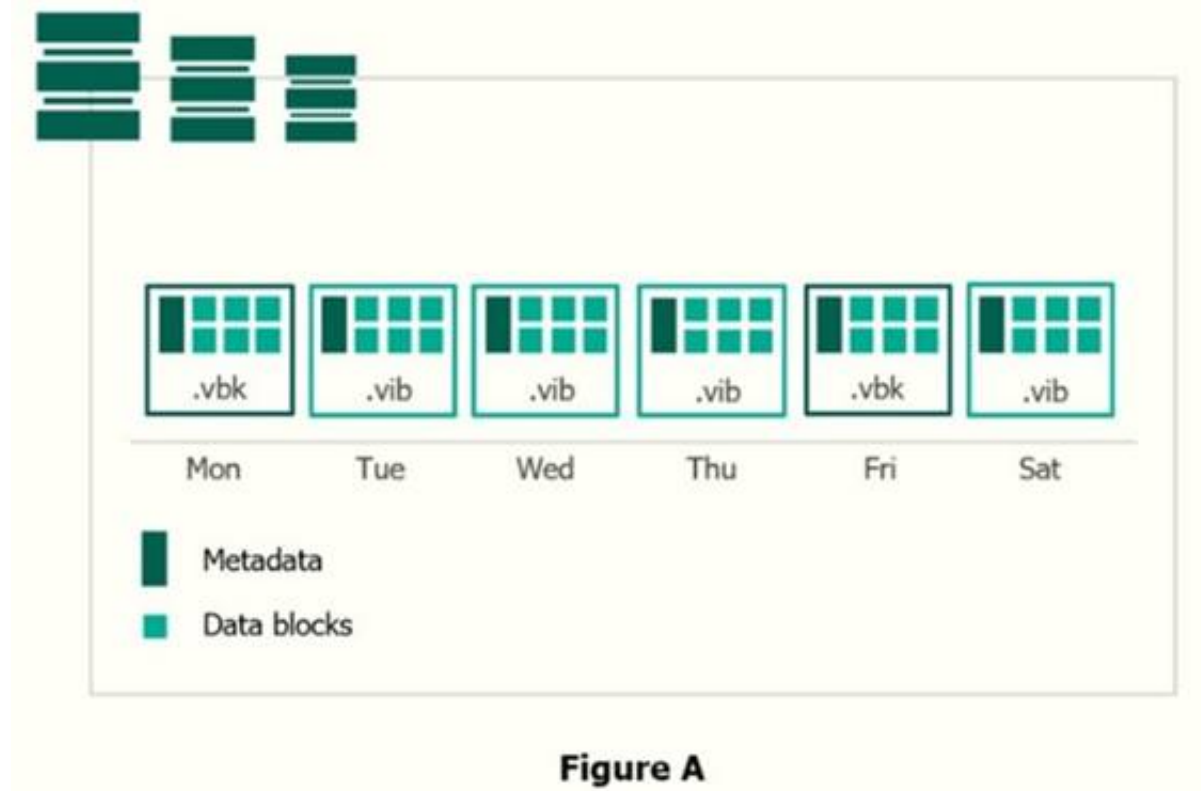 .vbk .vib .vib .vib .vbk .vib
Mon Tue Wed Thu Fri Sat
Metadata
Data blocks
Figure A